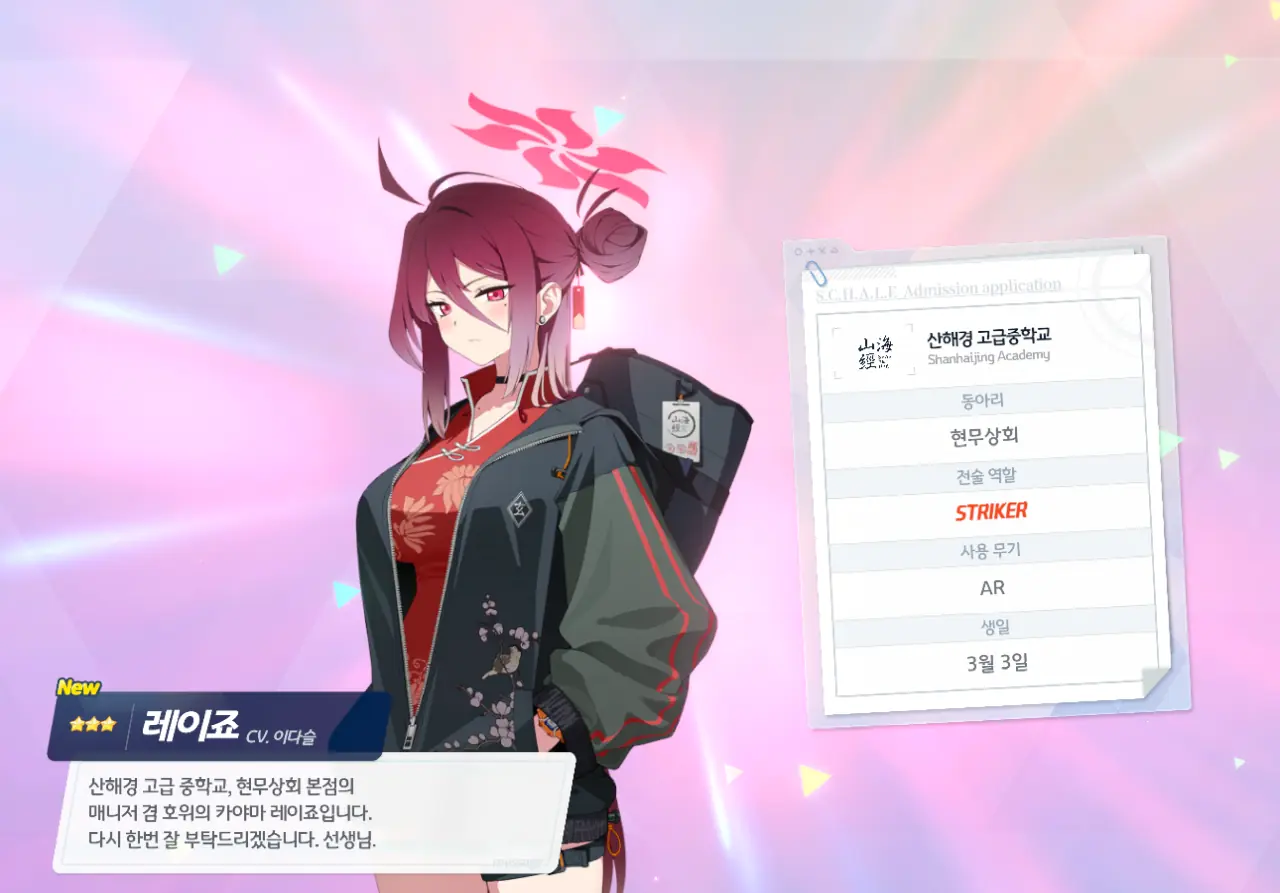 S.C.H.A.L.E Admission application
山海
經
산해경 고급중학교
Shanhaijing Academy
동아리
현무상회
전술 역할
STRIKER
사용 무기
AR
생일
3월 3일
山海
經
玄
New
레이죠 CV. 이다슬
산해경 고급 중학교, 현무상회 본점의
매니저 겸 호위의 카야마 레이죠입니다.
다시 한번 잘 부탁드리겠습니다. 선생님.